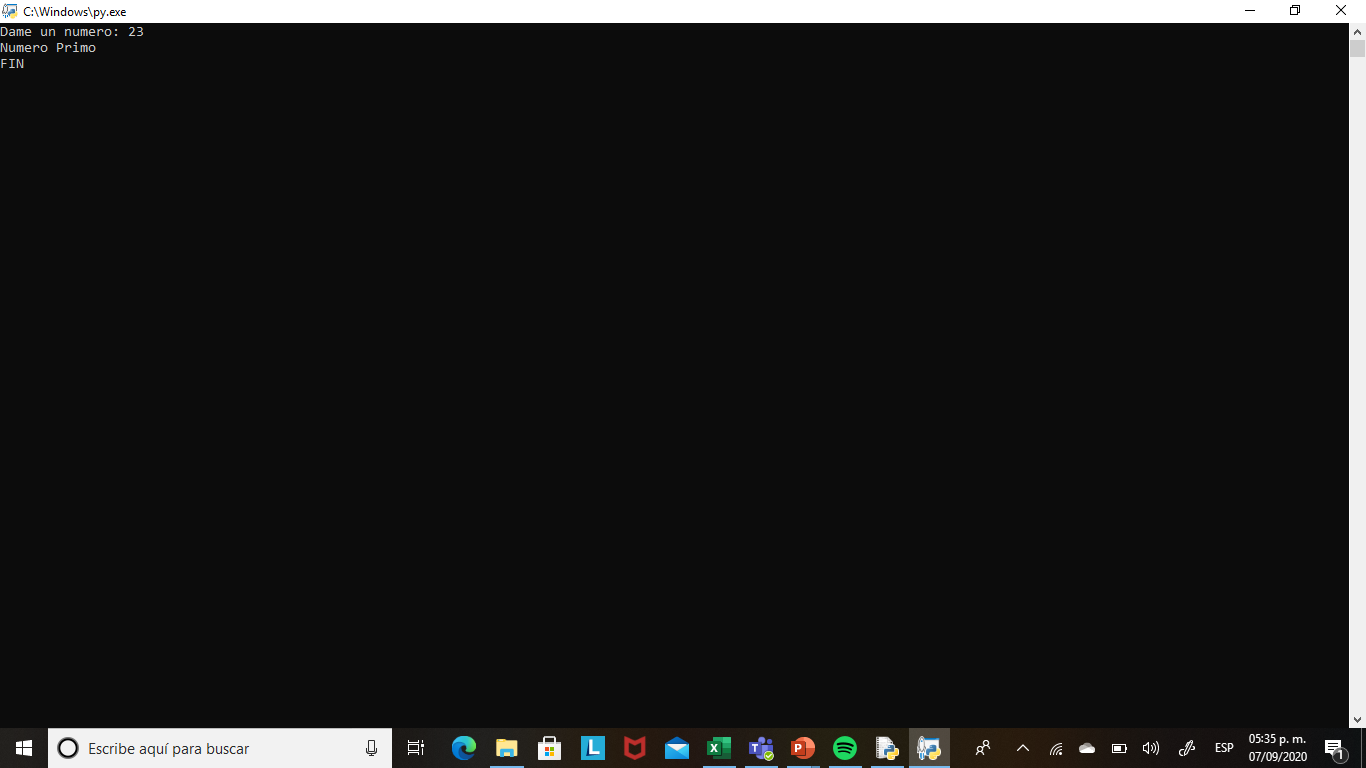 C:\Windows\py.exe
Dame un numero: 23
Numero Primo
FIN
Escribe aquí para buscar
L
X
T
P
ESP
05:35 p. m.
07/09/2020
1